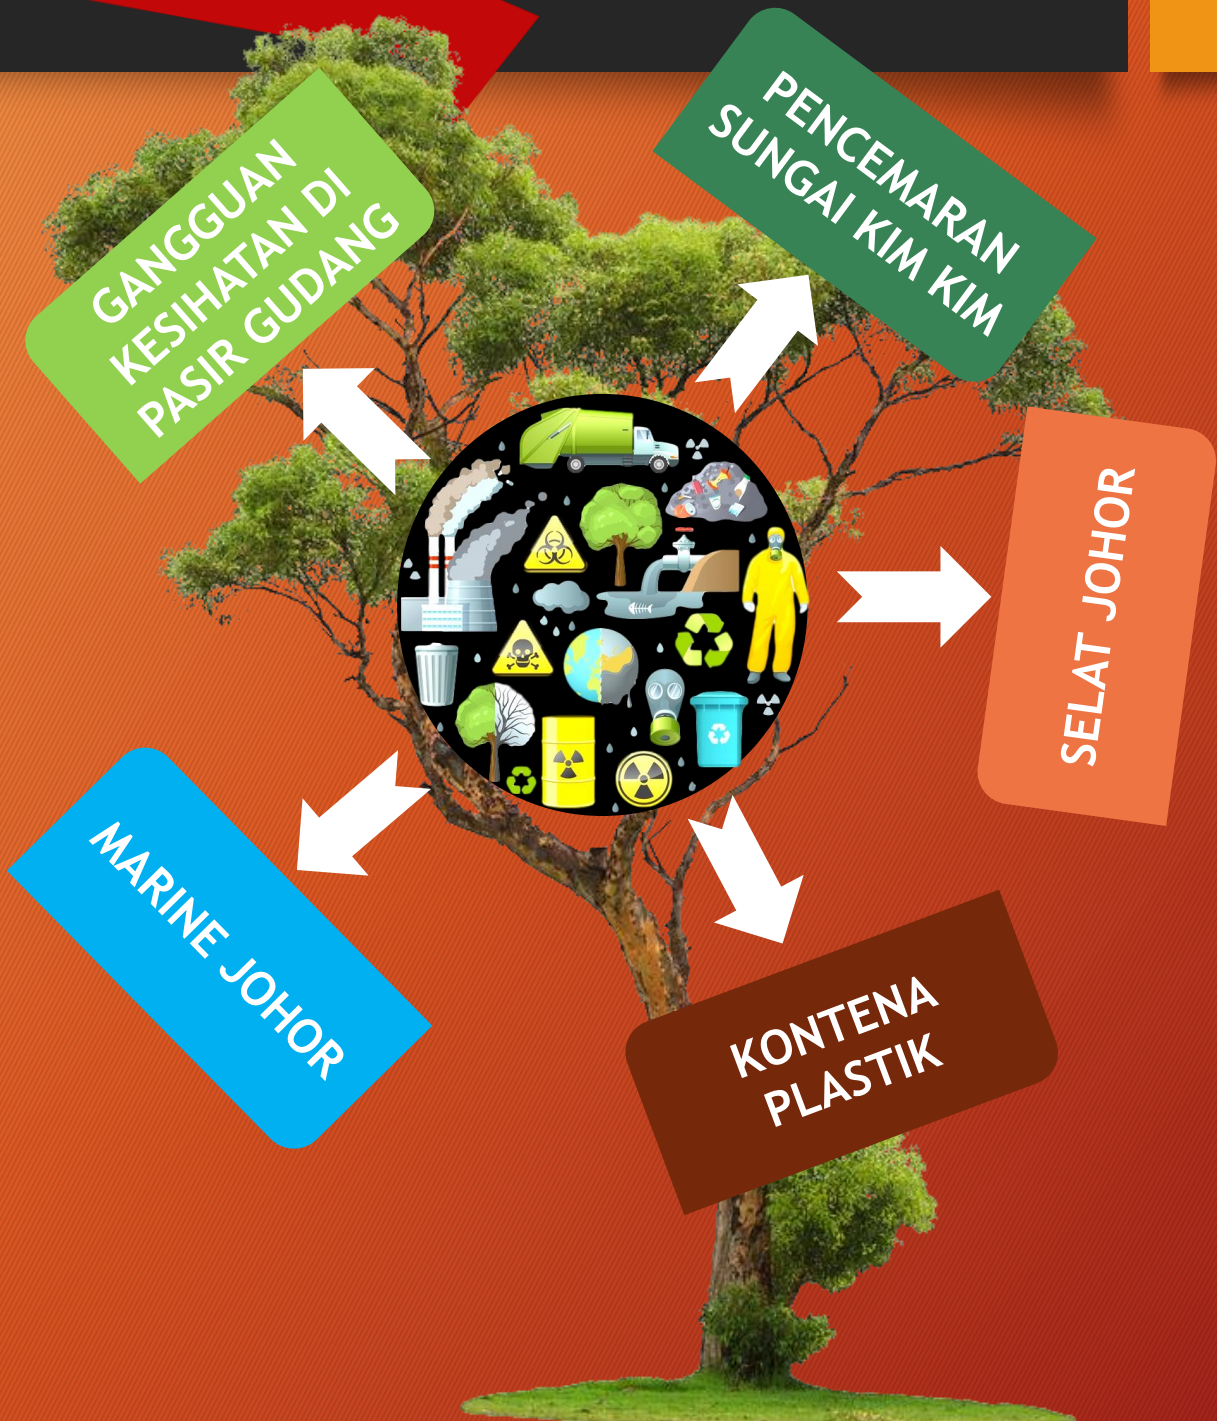 GANGGUAN
KESIHATAN DI
PASIR GUDANG
PENCEMARAN
SUNGAI KIM KIM
SELAT JOHOR
MARINE JOHOR
KONTENA
PLASTIK